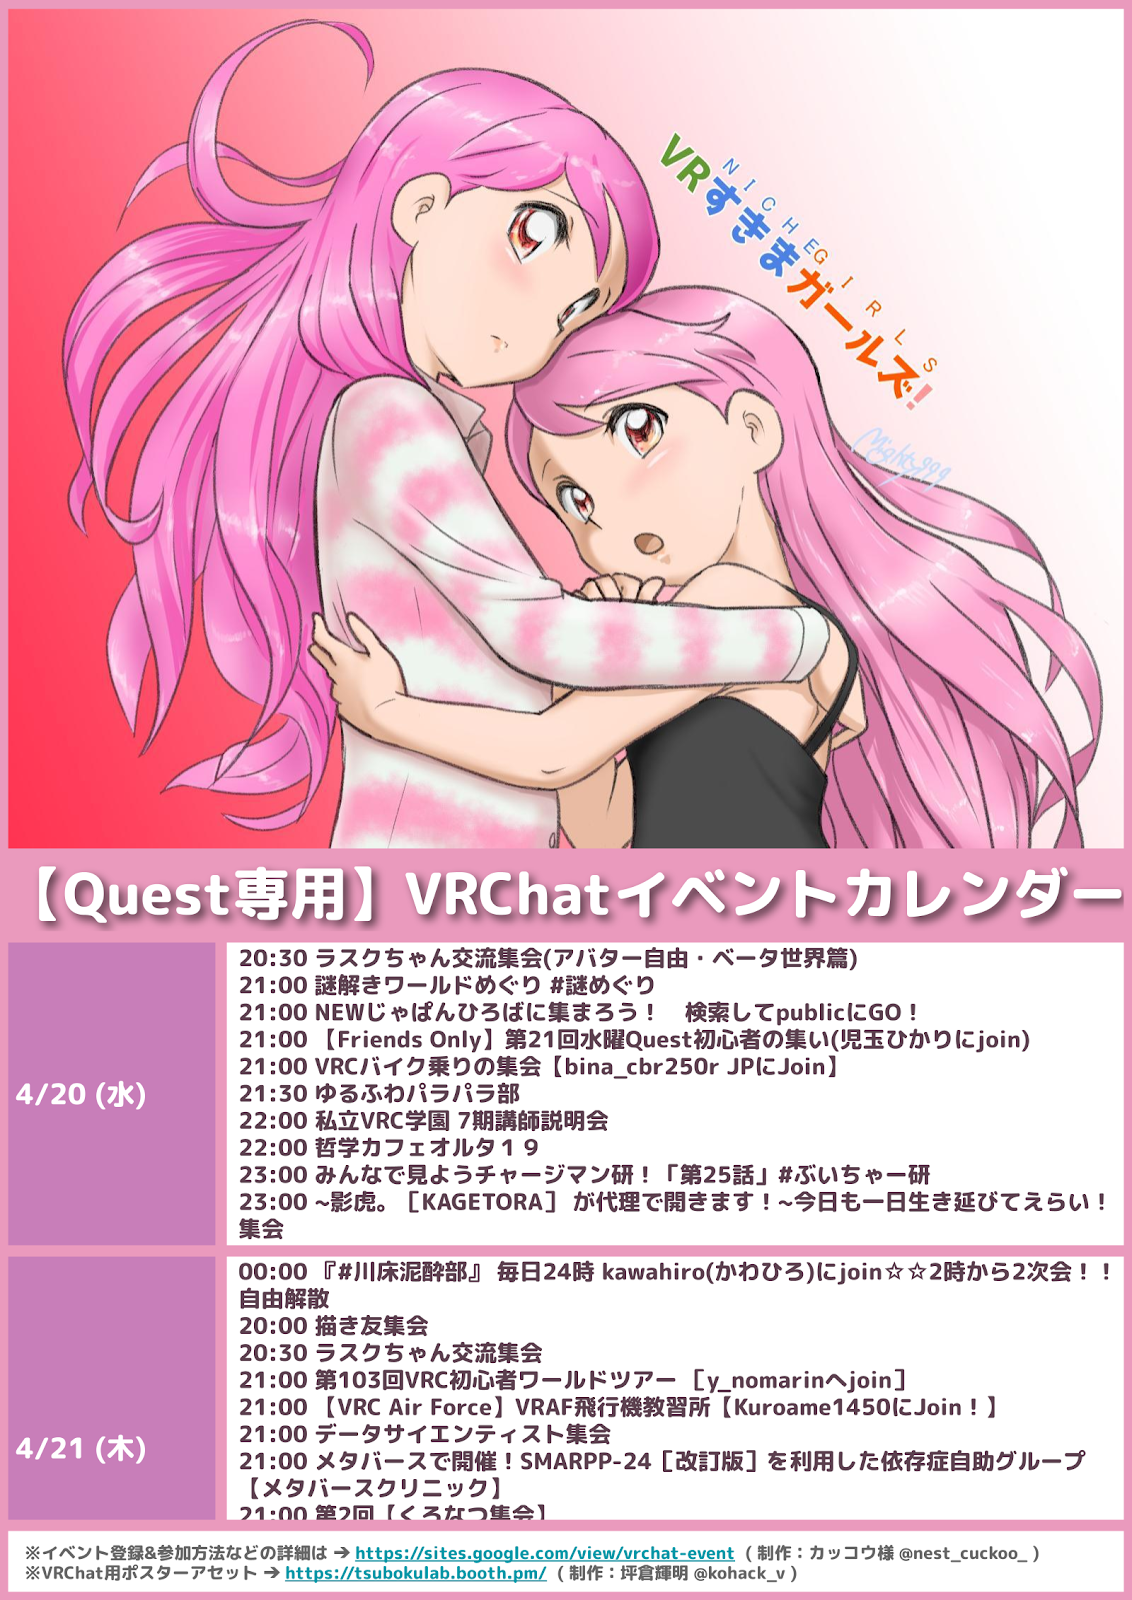 VRすきまガールズ!
NICHEGIRLS
Mighty999
【Quest専用】VRChatイベントカレンダー
4/20 (水)
20:30 ラスクちゃん交流集会(アバター自由・ベータ世界篇)
21:00 謎解きワールドめぐり #謎めぐり
21:00 NEWじゃぱんひろばに集まろう！　検索してpublicにGO！
21:00 【Friends Only】第21回水曜Quest初心者の集い(児玉ひかりにjoin)
21:00 VRCバイク乗りの集会【bina_cbr250r JPにJoin】
21:30 ゆるふわパラパラ部
22:00 私立VRC学園 7期講師説明会
22:00 哲学カフェオルタ１９
23:00 みんなで見ようチャージマン研！「第25話」#ぶいちゃー研
23:00 ~影虎。［KAGETORA］ が代理で開きます！~今日も一日生き延びてえらい！
集会
4/21 (木)
00:00 『#川床泥酔部』 毎日24時 kawahiro(かわひろ)にjoin☆☆2時から2次会！！
自由解散
20:00 描き友集会
20:30 ラスクちゃん交流集会
21:00 第103回VRC初心者ワールドツアー ［y_nomarinへjoin］
21:00 【VRC Air Force】VRAF飛行機教習所【Kuroame1450にJoin！】
21:00 データサイエンティスト集会
21:00 メタバースで開催！SMARPP-24［改訂版］を利用した依存症自助グループ
【メタバースクリニック】
21:00 第2回【くろなつ集会】
※イベント登録&参加方法などの詳細は ➔ https://sites.google.com/view/vrchat-event （ 制作：カッコウ様 @nest_cuckoo_ ）
※VRChat用ポスターアセット ➔ https://tsubokulab.booth.pm/ （ 制作：坪倉輝明 @kohack_v ）